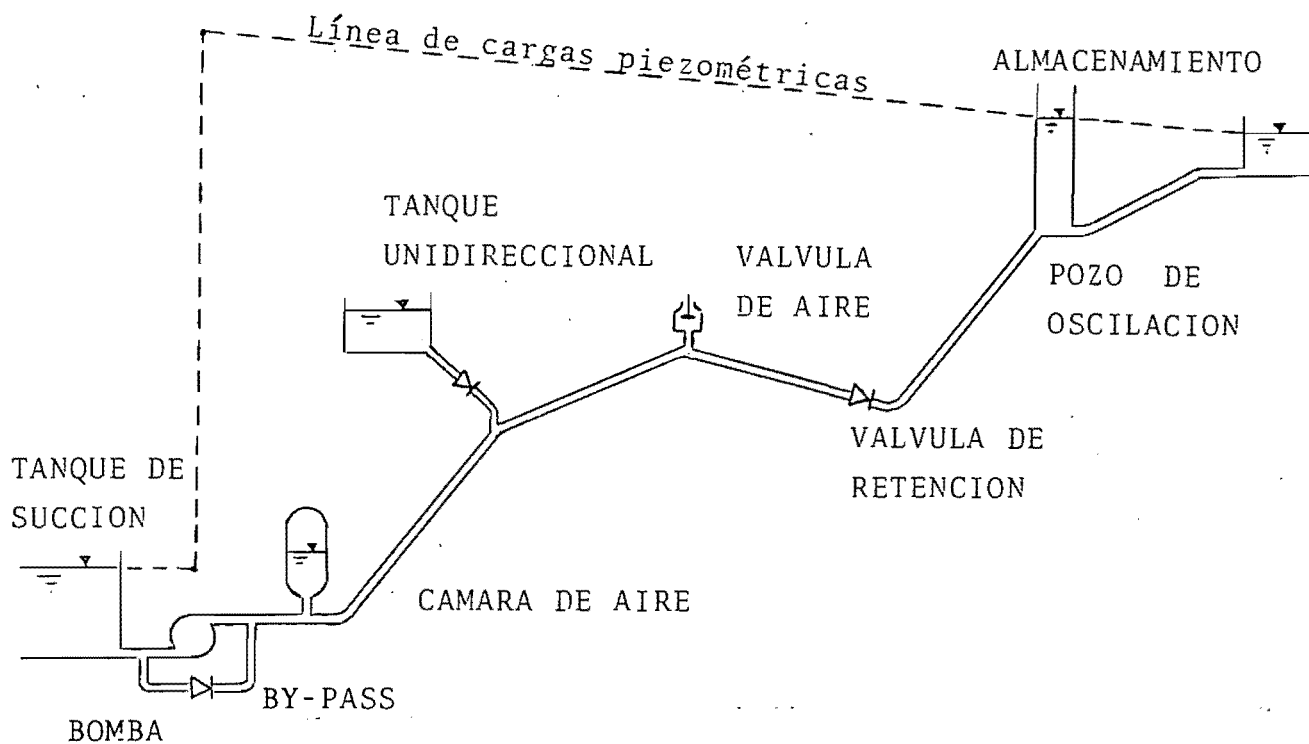 Línea de cargas piezométricas
ALMACENAMIENTO
TANQUE
UNIDIRECCIONAL
VALVULA
DE AIRE
POZO DE
OSCILACION
VALVULA DE
RETENCION
TANQUE DE
SUCCION
CAMARA DE AIRE
BY-PASS
BOMBA